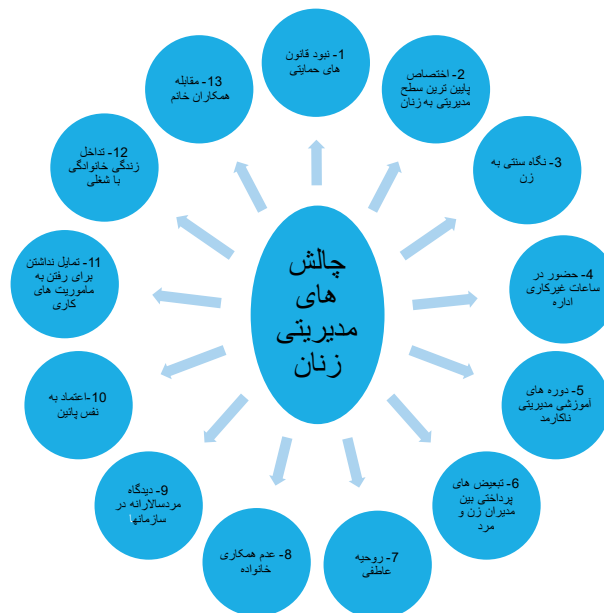 چالش
های
مدیریتی
زنان
1- نبود قانون
های حمایتی
2- اختصاص
پایین ترین سطح
مدیریتی به زنان
3- نگاه سنتی به
زن
4- حضور در
ساعات غیرکاری
اداره
5- دوره های
آموزشی مدیریتی
ناکارمد
6- تبعیض های
پرداختی بین
مدیران زن و
مرد
7- روحیه
عاطفی
8- عدم همکاری
خانواده
9- دیدگاه
مردسالارانه در
سازمانها
10-اعتماد به
نفس پائین
11- تمایل نداشتن
برای رفتن به
ماموریت های
کاری
12- تداخل
زندگی خانوادگی
با شغلی
13- مقابله
همکاران خانم